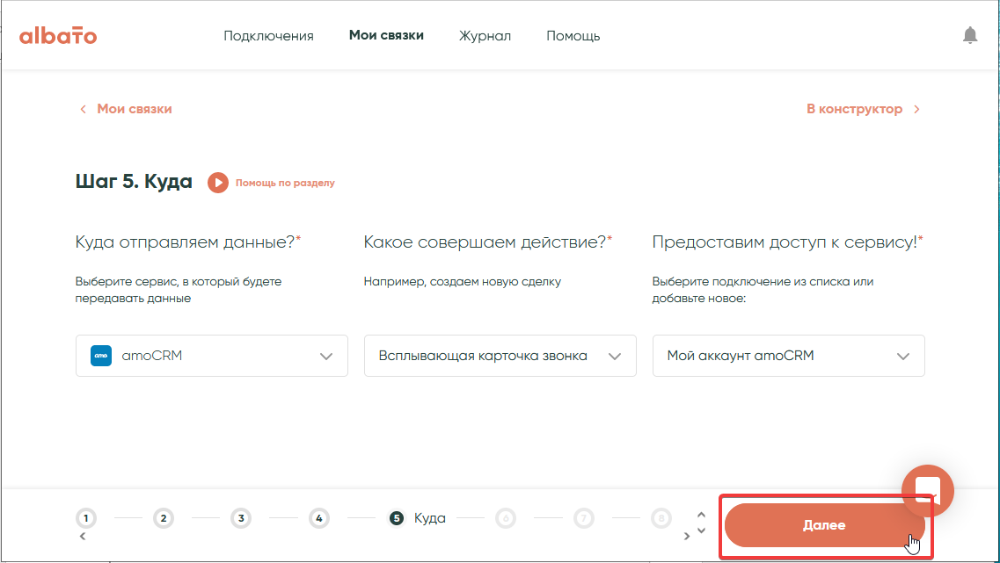 albato
Подключения
Мои связки
Журнал
Помощь
Мои связки
В конструктор
Шаг 5. Куда
Помощь по разделу
Куда отправляем данные?*
Какое совершаем действие?*
Предоставим доступ к сервису!*
Выберите сервис, в который будете
передавать данные
Например, создаем новую сделку
Выберите подключение из списка или
добавьте новое:
amo
amoCRM
Всплывающая карточка звонка
Мой аккаунт amoCRM
1
2
3
4
5
Куда
6
7
8
Далее